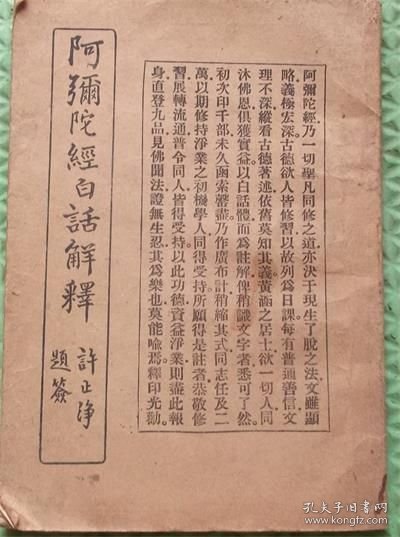 阿彌陀經乃一切聖凡同修之道亦決于現生了脫之法文雖顯
略義極宏深古德欲人皆修習以故列爲日課每有普通善信文
理不深縱看古德著述依舊莫知其義黃涵之居士欲一切人同
沐佛恩俱獲實益以白話體而爲註解俾稍識文字者悉可了然
初次印千部未久函索罄盡乃作廣布計稍縮其式同志任及二
萬以期修持淨業之初機學人同得受持所願得是註者恭敬修
習展轉流通普令同人皆得受持以此功德資益淨業則盡此報
身直登九品見佛聞法證無生忍其爲樂也莫能喻焉釋印光勸
阿彌陀經白話解釋
許止淨
題簽
孔夫子旧书网